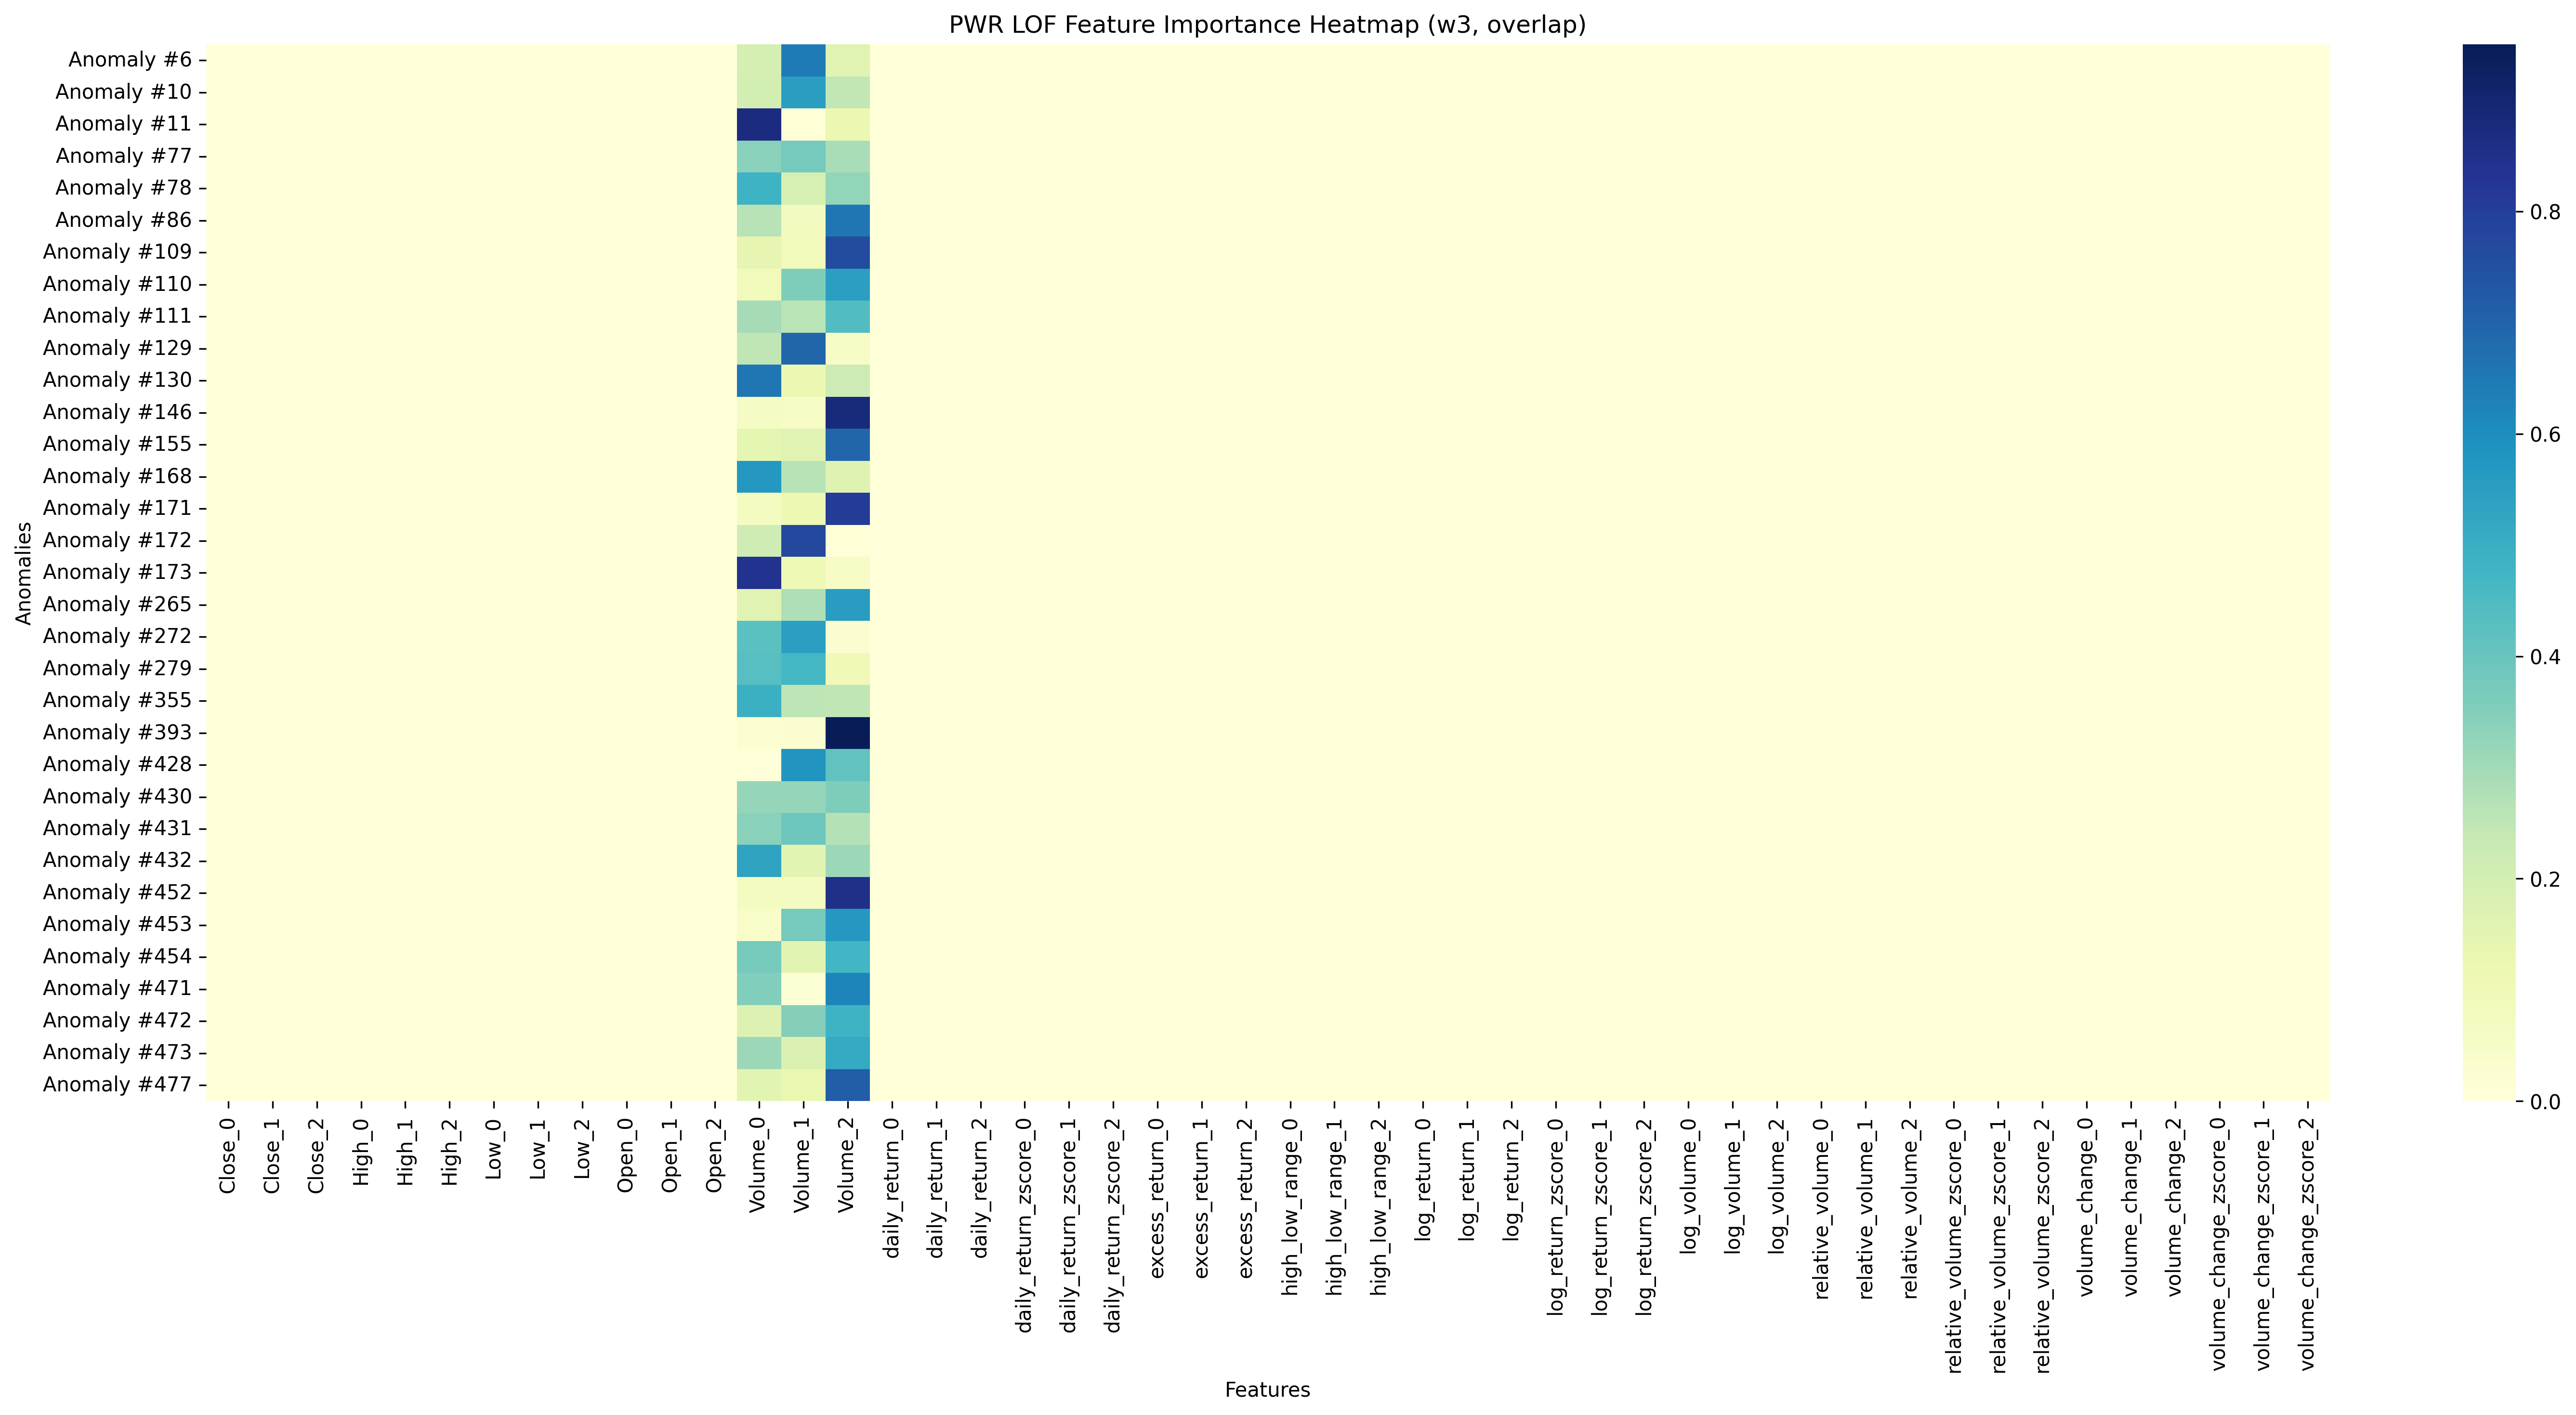 PWR LOF Feature Importance Heatmap (w3, overlap)
Anomalies
Anomaly #6
Anomaly #10
Anomaly #11
Anomaly #77
Anomaly #78
Anomaly #86
Anomaly #109
Anomaly #110
Anomaly #111
Anomaly #129
Anomaly #130
Anomaly #146
Anomaly #155
Anomaly #168
Anomaly #171
Anomaly #172
Anomaly #173
Anomaly #265
Anomaly #272
Anomaly #279
Anomaly #355
Anomaly #393
Anomaly #428
Anomaly #430
Anomaly #431
Anomaly #432
Anomaly #452
Anomaly #453
Anomaly #454
Anomaly #471
Anomaly #472
Anomaly #473
Anomaly #477
0.8
0.6
0.4
0.2
0.0
Close_0
Close_1
Close_2
High_0
High_1
High_2
Low_0
Low_1
Low_2
Open_0
Open_1
Open_2
Volume_0
Volume_1
Volume_2
daily_return_0
daily_return_1
daily_return_2
daily_return_zscore_0
daily_return_zscore_1
daily_return_zscore_2
excess_return_0
excess_return_1
excess_return_2
high_low_range_0
high_low_range_1
high_low_range_2
log_return_0
log_return_1
log_return_2
log_return_zscore_0
log_return_zscore_1
log_return_zscore_2
log_volume_0
log_volume_1
log_volume_2
relative_volume_0
relative_volume_1
relative_volume_2
relative_volume_zscore_0
relative_volume_zscore_1
relative_volume_zscore_2
volume_change_0
volume_change_1
volume_change_2
volume_change_zscore_0
volume_change_zscore_1
volume_change_zscore_2
Features